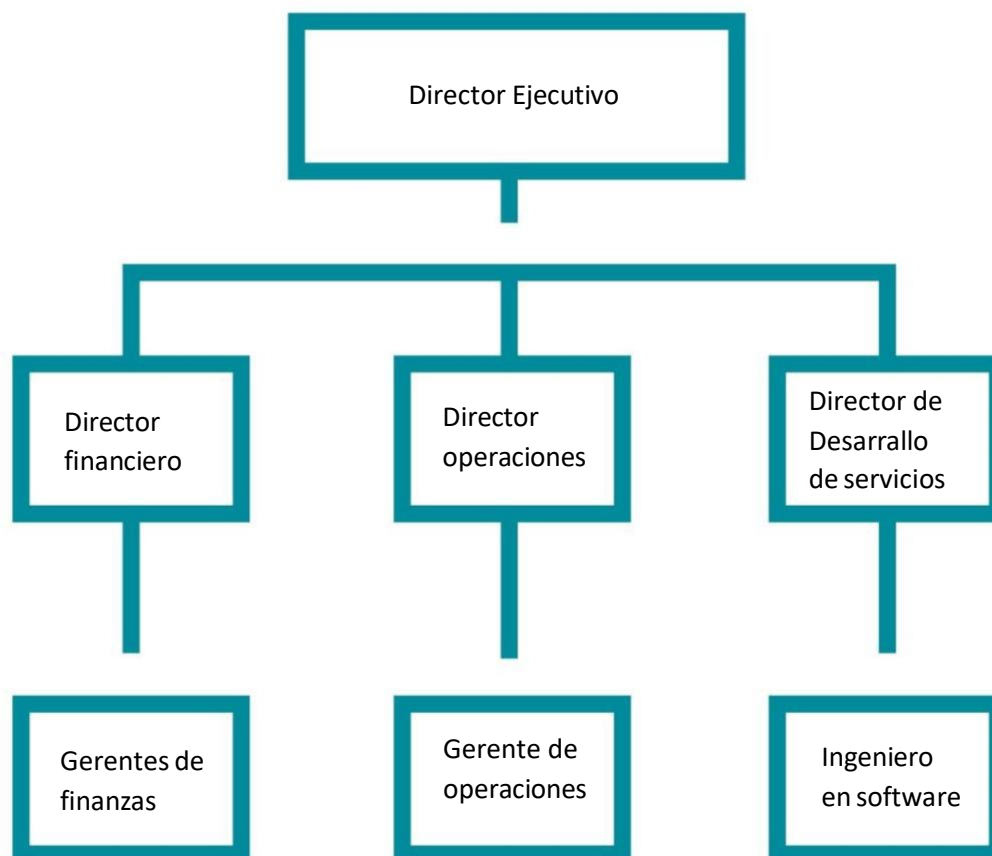 Director Ejecutivo
Director
financiero
Director
operaciones
Director de
Desarrallo
de servicios
Gerentes de
finanzas
Gerente de
operaciones
Ingeniero
en software